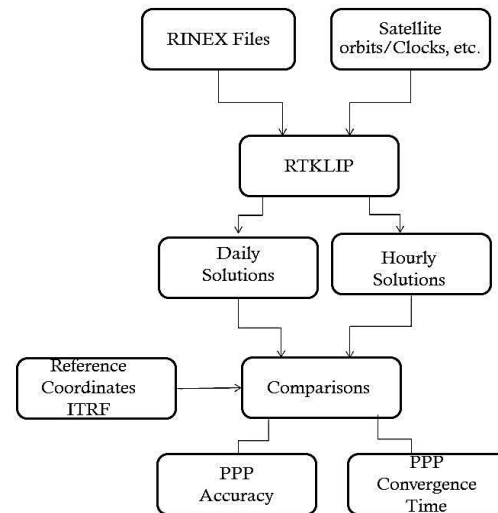 RINEX Files
Satellite
orbits/Clocks, etc.
RTKLIP
Daily
Solutions
Hourly
Solutions
Reference
Coordinates
ITRF
Comparisons
PPP
Accuracy
PPP
Convergence
Time